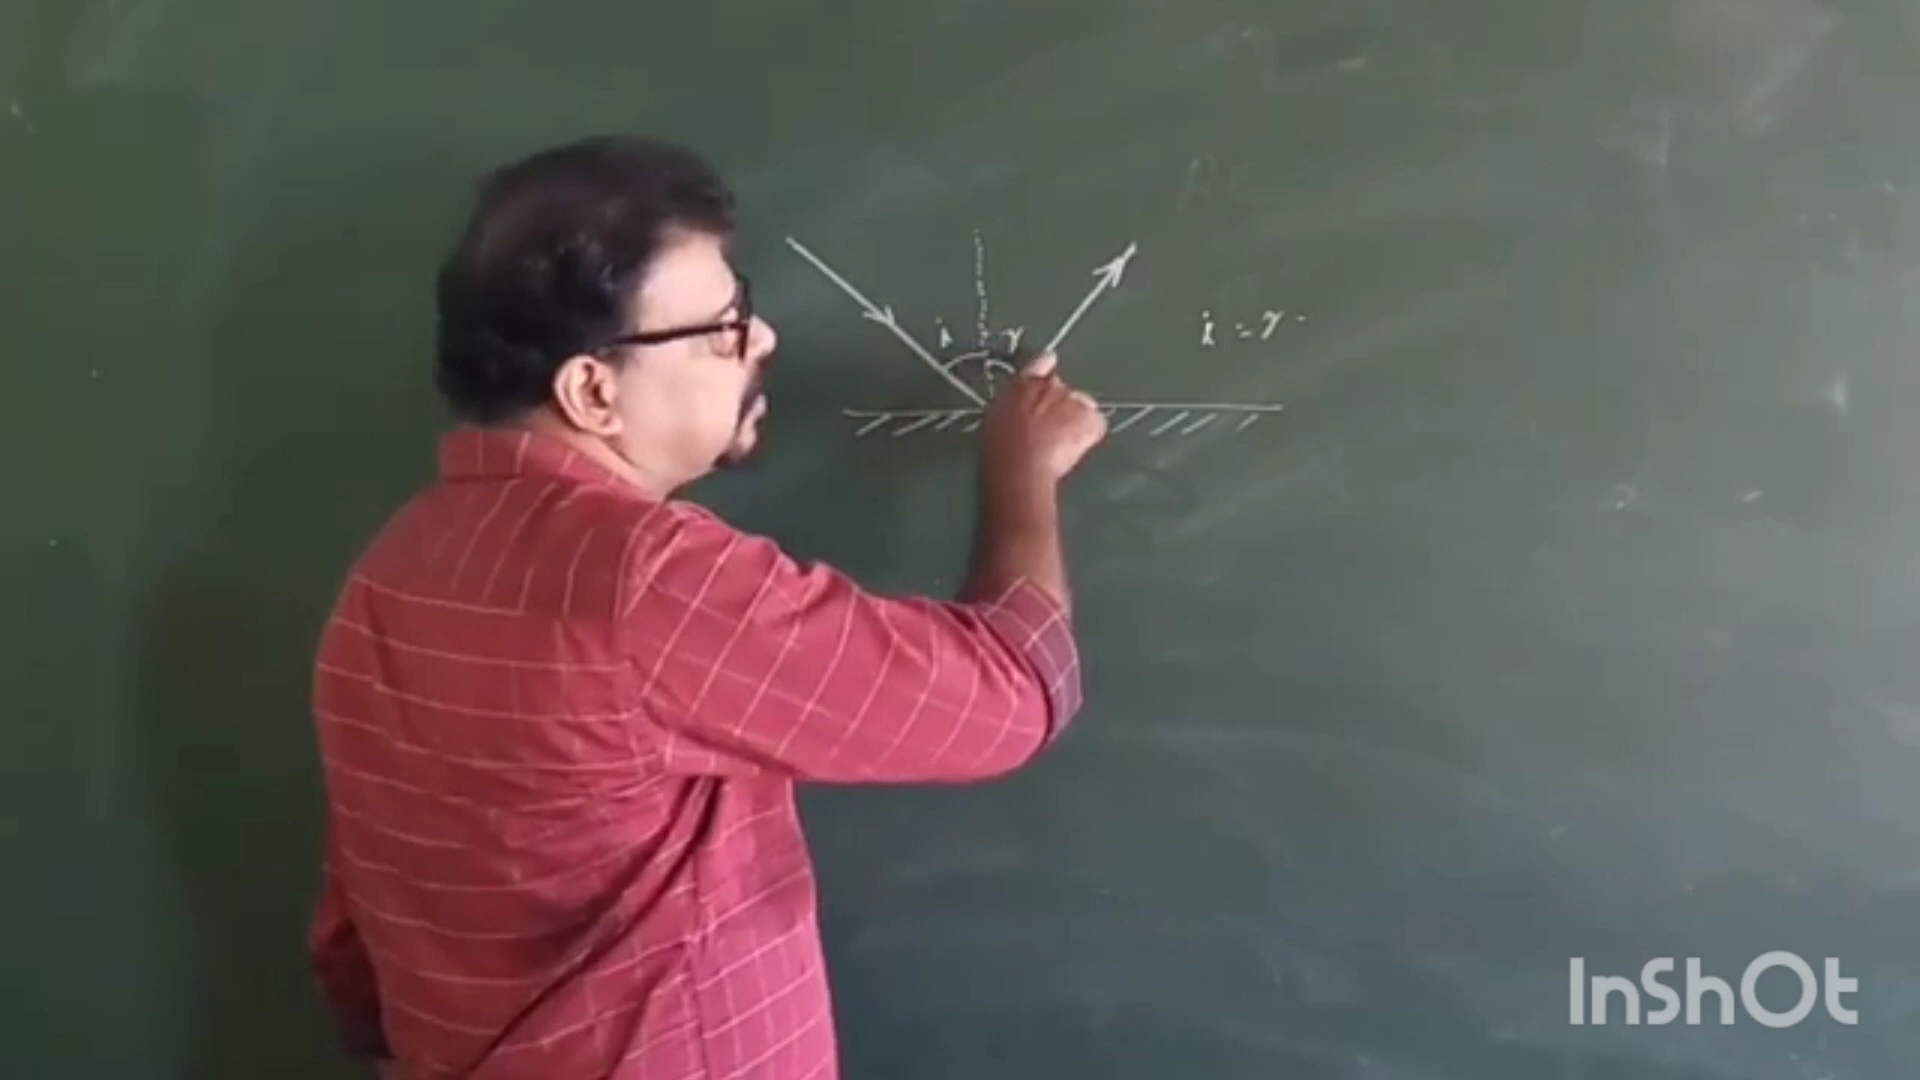 i r
i = r
InShOt